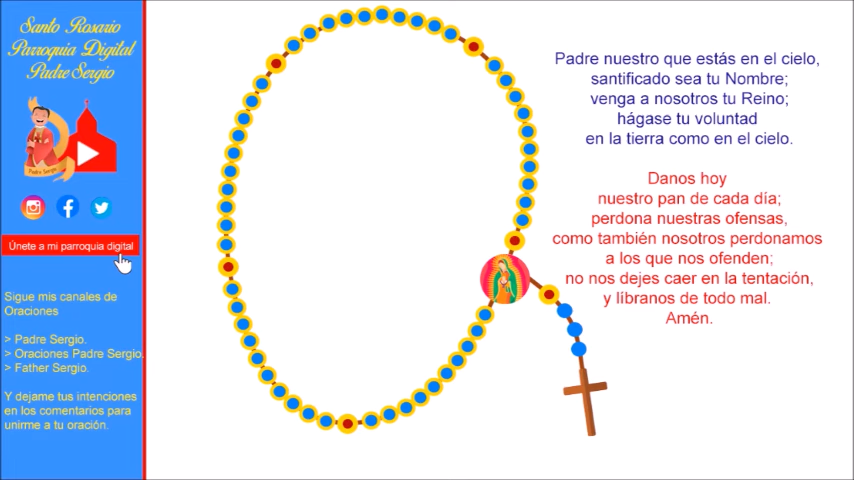 Santo Rosario
Parroquia Digital
Padre Sergio
Padre Sergio
Únete a mi parroquia digital
Sigue mis canales de
Oraciones
> Padre Sergio.
> Oraciones Padre Sergio.
> Father Sergio.
Y dejame tus intenciones
en los comentarios para
unirme a tu oración.
Padre nuestro que estás en el cielo,
santificado sea tu Nombre;
venga a nosotros tu Reino;
hágase tu voluntad
en la tierra como en el cielo.
Danos hoy
nuestro pan de cada día;
perdona nuestras ofensas,
como también nosotros perdonamos
a los que nos ofenden;
no nos dejes caer en la tentación,
y líbranos de todo mal.
Amén.